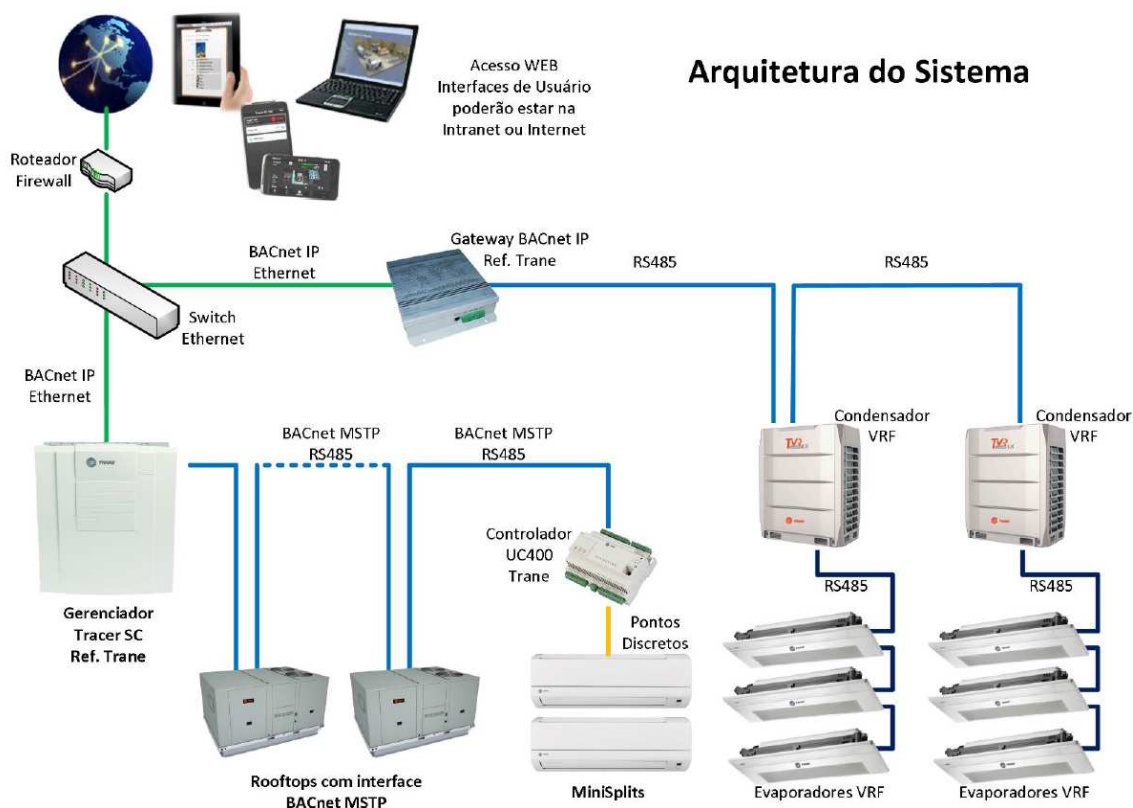 Arquitetura do Sistema
Acesso WEB
Interfaces de Usuário
poderão estar na
Intranet ou Internet
Roteador
Firewall
BACnet IP
Ethernet
Gateway BACnet IP
Ref. Trane
RS485
RS485
Switch
Ethernet
BACnet IP
Ethernet
BACnet MSTP
RS485
BACnet MSTP
RS485
Condensador
VRF
Condensador
VRF
TVR
TVR
TRANE
Controlador
UC400
Trane
RS485
RS485
Pontos
Discretos
Gerenciador
Tracer SC
Ref. Trane
Rooftops com interface
BACnet MSTP
MiniSplits
Evaporadores VRF
Evaporadores VRF